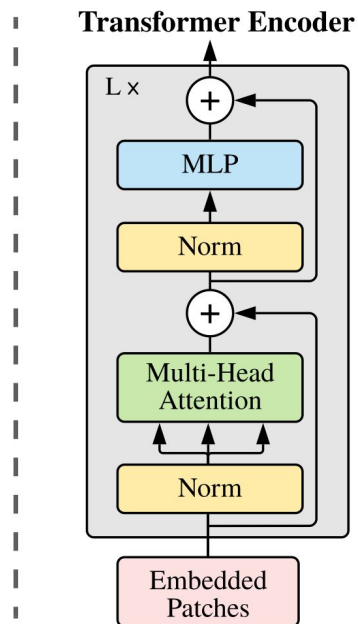 Transformer Encoder
L ×
+
MLP
Norm
+
Multi-Head
Attention
Norm
Embedded
Patches